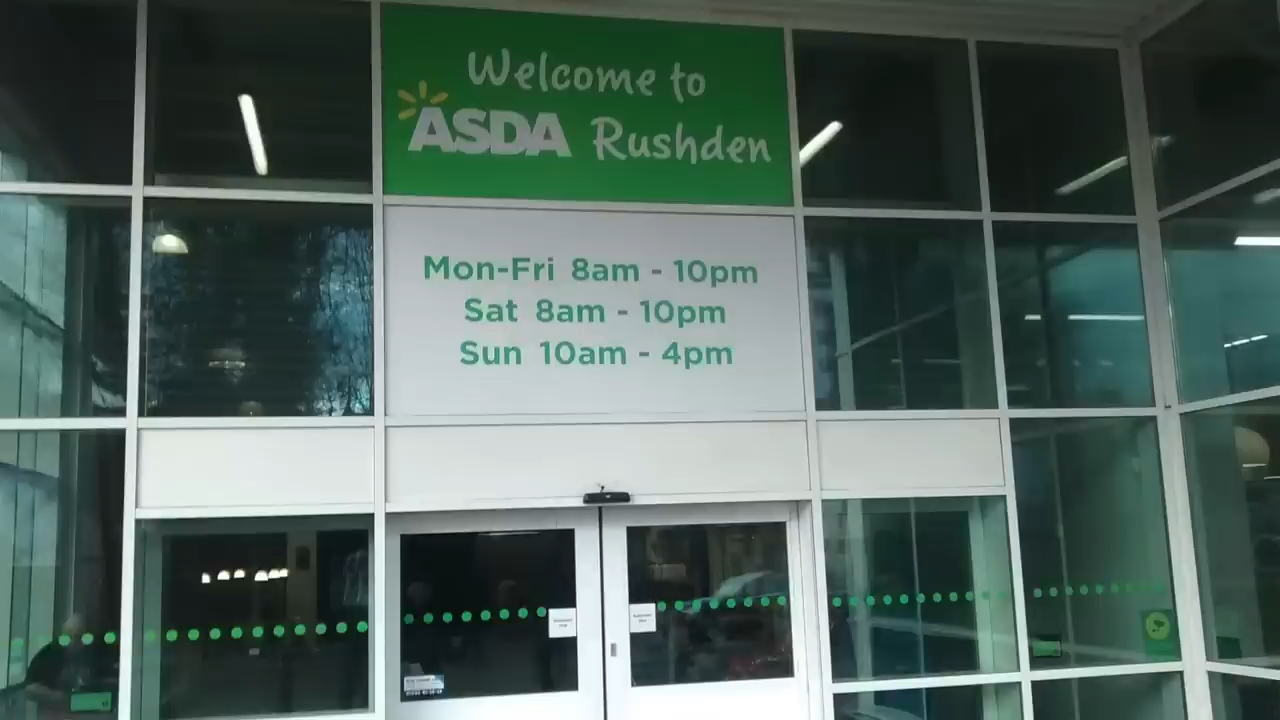 Welcome to
ASDA Rushden
Mon-Fri 8am - 10pm
Sat 8am - 10pm
Sun 10am - 4pm